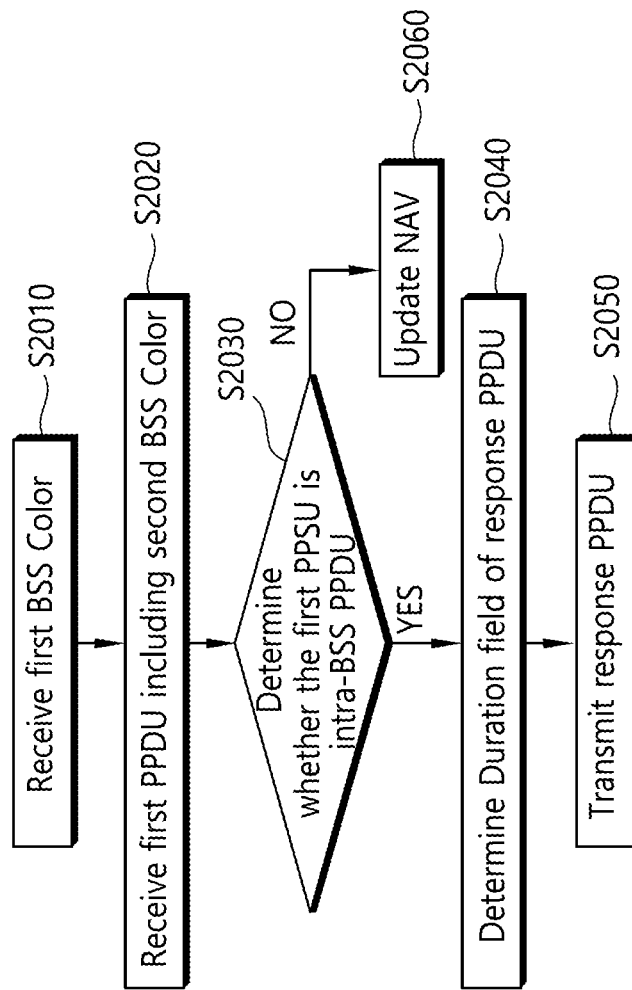 Receive first BSS Color
S2010
Receive first PPDU including second BSS Color
S2020
Determine
whether the first PPSU is
intra-BSS PPDU
S2030
NO
Update NAV
S2060
YES
Determine Duration field of response PPDU
S2040
Transmit response PPDU
S2050